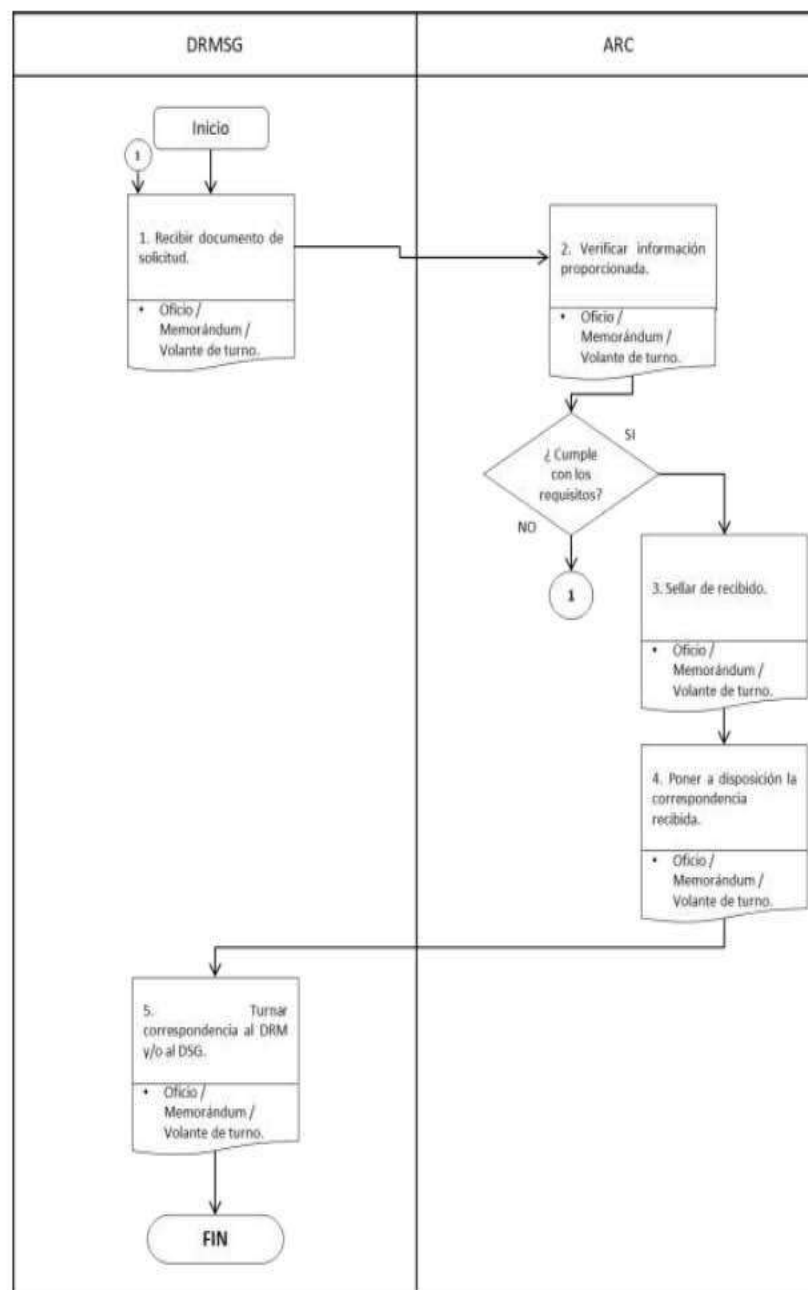 DRMSG
ARC
Inicio
1
1. Recibir documento de
solicitud.
• Oficio /
Memorándum /
Volante de turno.
2. Verificar información
proporcionada.
• Oficio /
Memorándum /
Volante de turno.
¿ Cumple
con los
requisitos?
SI
NO
1
3. Sellar de recibido.
• Oficio /
Memorándum /
Volante de turno.
4. Poner a disposición la
correspondencia
recibida.
• Oficio /
Memorándum /
Volante de turno.
5. Turnar
correspondencia al DRM
y/o al DSG.
• Oficio /
Memorándum /
Volante de turno.
FIN